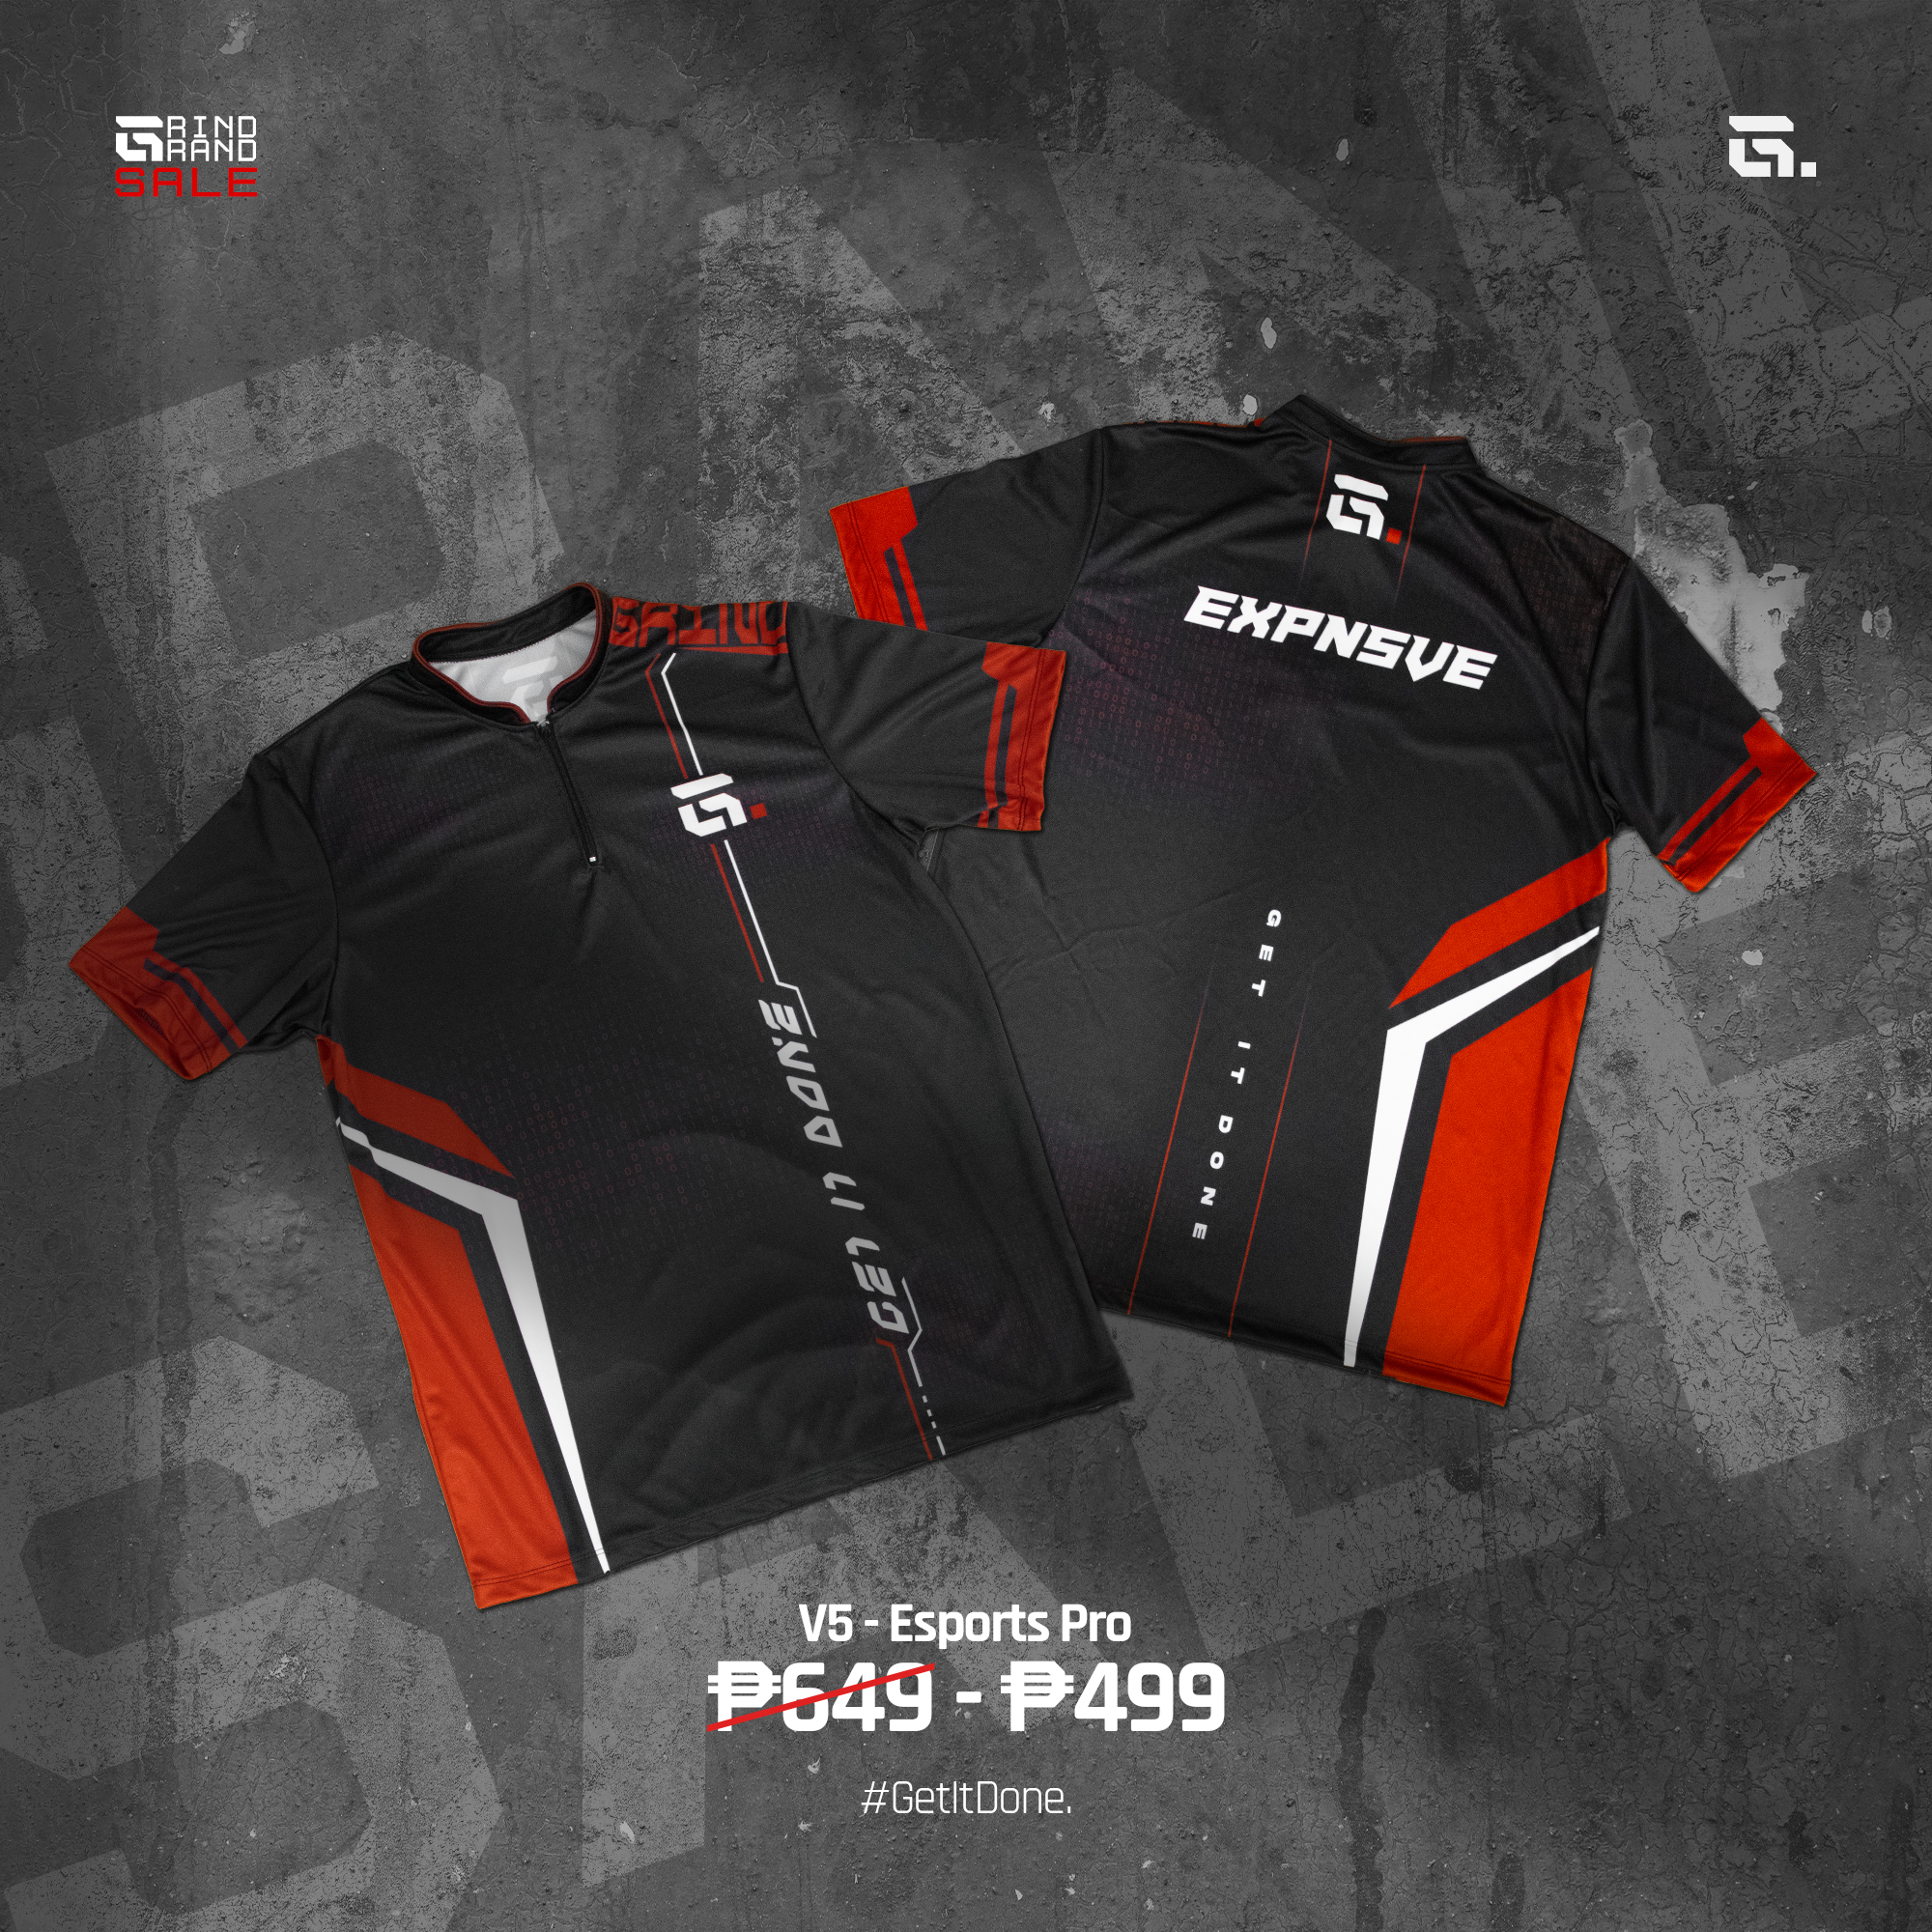 GRIND
GRAND
SALE
G.
GRIND
G.
GET IT DONE
G.
EXPNSVE
GET IT DONE
V5 - Esports Pro
₱649 - ₱499
#GetItDone.